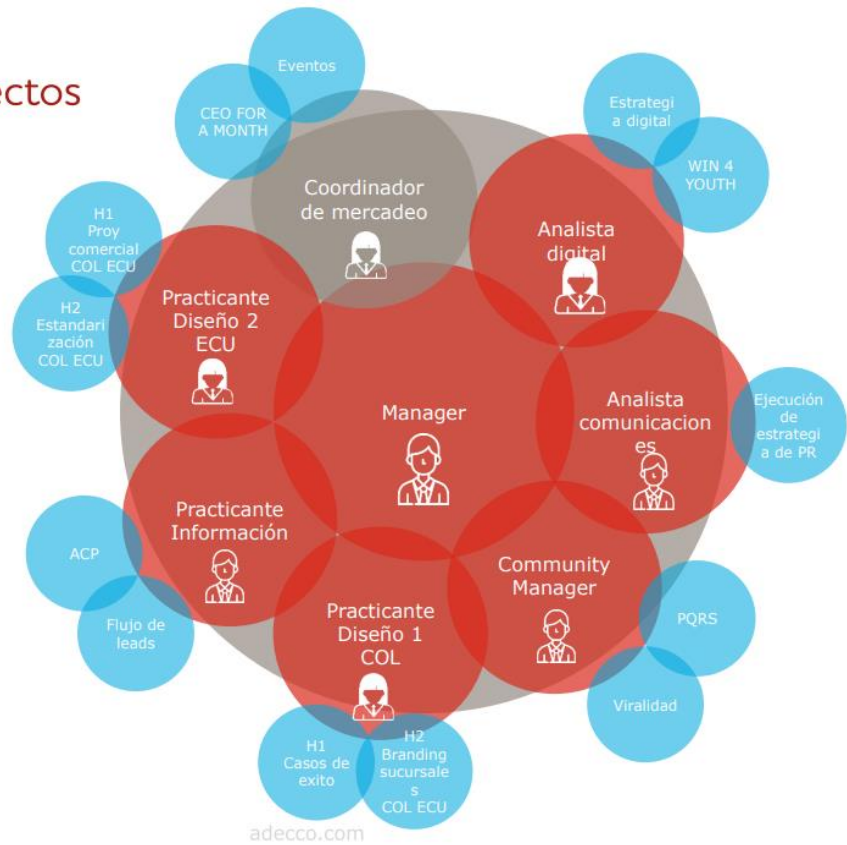 ectos
Eventos
CEO FOR
A MONTH
Estrategi
a digital
WIN 4
YOUTH
Coordinador
de mercadeo
Analista
digital
H1
Proy
comercial
COL ECU
H2
Estandari
zación
COL ECU
Practicante
Diseño 2
ECU
Manager
Analista
comunicacion
es
Ejecución
de
estrategi
a de PR
Practicante
Información
ACP
Flujo de
leads
Community
Manager
PQRS
Viralidad
Practicante
Diseño 1
COL
H1
Casos de
exito
H2
Branding
sucursale
s
COL ECU
adecco.com